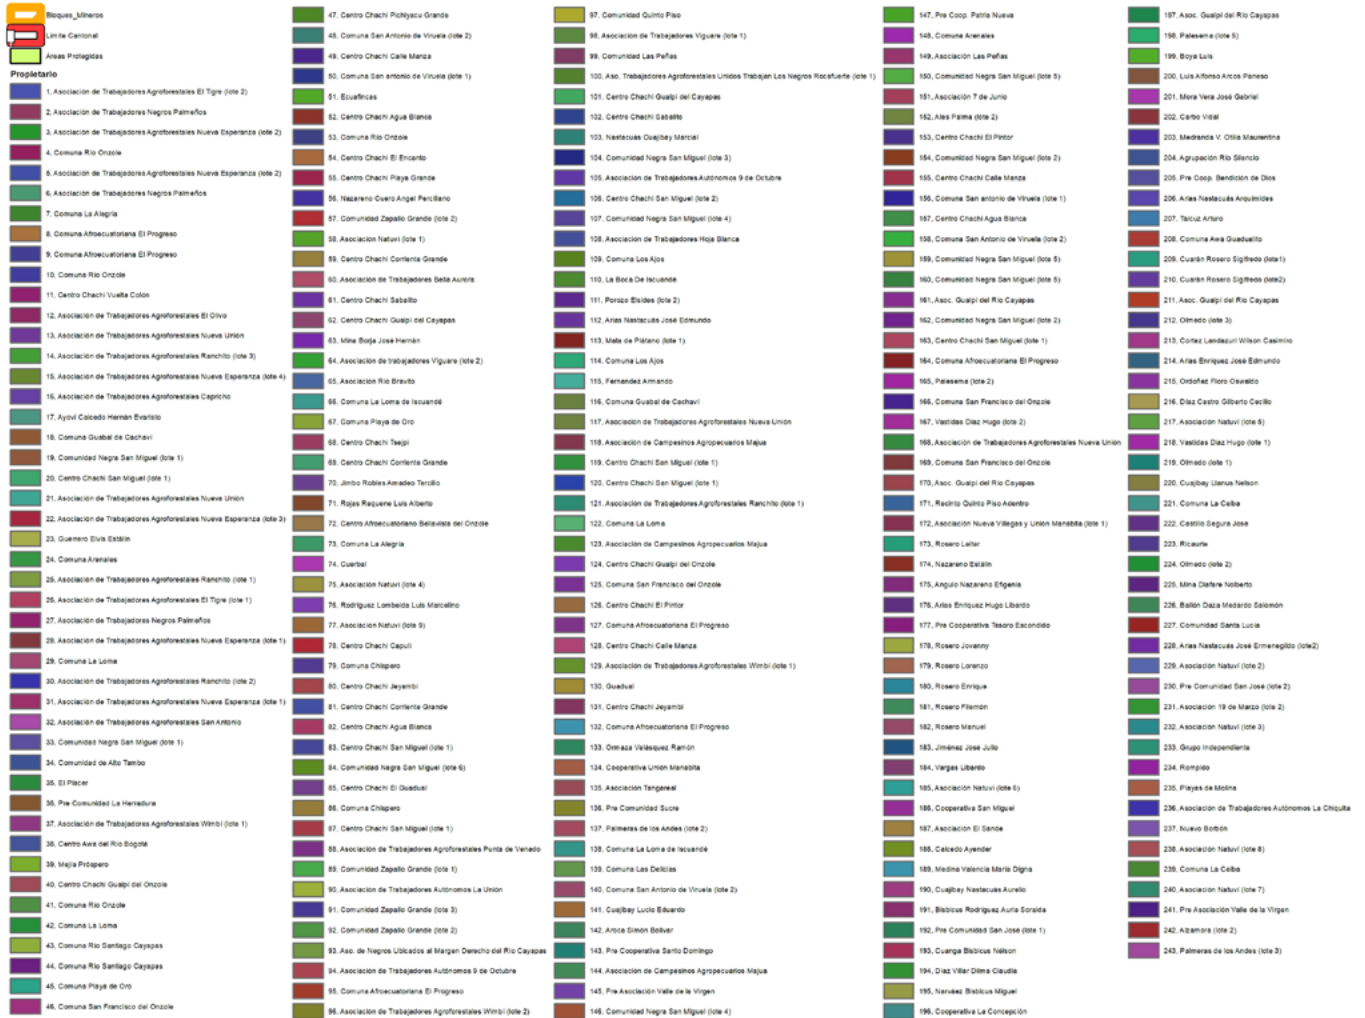 Bloques_Mineros
Límite Cantonal
Áreas Protegidas
Propietario
1, Asociación de Trabajadores Agroforestales El Tigre (lote 2)
2, Asociación de Trabajadores Negros Palmeños
3, Asociación de Trabajadores Agroforestales Nueva Esperanza (lote 2)
4, Comuna Río Onzole
5, Asociación de Trabajadores Agroforestales Nueva Esperanza (lote 2)
6, Asociación de Trabajadores Negros Palmeños
7, Comuna La Alegría
8, Comuna Afroecuatoriana El Progreso
9, Comuna Afroecuatoriana El Progreso
10, Comuna Río Onzole
11, Centro Chachi Vuelta Colón
12, Asociación de Trabajadores Agroforestales El Olivo
13, Asociación de Trabajadores Agroforestales Nueva Unión
14, Asociación de Trabajadores Agroforestales Ranchito (lote 3)
15, Asociación de Trabajadores Agroforestales Nueva Esperanza (lote 4)
16, Asociación de Trabajadores Agroforestales Capricho
17, Ayoví Caicedo Hernán Evaristo
18, Comuna Guabal de Cachaví
19, Comunidad Negra San Miguel (lote 1)
20, Centro Chachi San Miguel (lote 1)
21, Asociación de Trabajadores Agroforestales Nueva Unión
22, Asociación de Trabajadores Agroforestales Nueva Esperanza (lote 3)
23, Guerrero Elvis Estálin
24, Comuna Arenales
25, Asociación de Trabajadores Agroforestales Ranchito (lote 1)
26, Asociación de Trabajadores Agroforestales El Tigre (lote 1)
27, Asociación de Trabajadores Negros Palmeños
28, Asociación de Trabajadores Agroforestales Nueva Esperanza (lote 1)
29, Comuna La Loma
30, Asociación de Trabajadores Agroforestales Ranchito (lote 2)
31, Asociación de Trabajadores Agroforestales Nueva Esperanza (lote 1)
32, Asociación de Trabajadores Agroforestales San Antonio
33, Comunidad Negra San Miguel (lote 1)
34, Comunidad de Alto Tambo
35, El Placer
36, Pre Comunidad La Herradura
37, Asociación de Trabajadores Agroforestales Wimbí (lote 1)
38, Centro Awa del Río Bogotá
39, Mejía Próspero
40, Centro Chachi Gualpi del Onzole
41, Comuna Río Onzole
42, Comuna La Loma
43, Comuna Río Santiago Cayapas
44, Comuna Río Santiago Cayapas
45, Comuna Playa de Oro
46, Comuna San Francisco del Onzole
47, Centro Chachi Pichiyacu Grande
48, Comuna San Antonio de Viruela (lote 2)
49, Centro Chachi Calle Manza
50, Comuna San antonio de Viruela (lote 1)
51, Ecuafincas
52, Centro Chachi Agua Blanca
53, Comuna Río Onzole
54, Centro Chachi El Encanto
55, Centro Chachi Playa Grande
56, Nazareno Cuero Angel Perciliano
57, Comunidad Zapallo Grande (lote 2)
58, Asociacion Natuvi (lote 1)
59, Centro Chachi Corriente Grande
60, Asociación de Trabajadores Bella Aurora
61, Centro Chachi Sabalito
62, Centro Chachi Gualpi del Cayapas
63, Mina Borja José Hernán
64, Asociación de trabajadores Viguare (lote 2)
65, Asociación Río Bravito
66, Comuna La Loma de Iscuandé
67, Comuna Playa de Oro
68, Centro Chachi Tsejpi
69, Centro Chachi Corriente Grande
70, Jimbo Robles Amadeo Tercilio
71, Rojas Requene Luis Alberto
72, Centro Afroecuatoriano Bellavista del Onzole
73, Comuna La Alegría
74, Cuerbal
75, Asociación Natuvi (lote 4)
76, Rodríguez Lombeida Luis Marcelino
77, Asociacion Natuvi (lote 9)
78, Centro Chachi Capulí
79, Comuna Chispero
80, Centro Chachi Jeyambi
81, Centro Chachi Corriente Grande
82, Centro Chachi Agua Blanca
83, Centro Chachi San Miguel (lote 1)
84, Comunidad Negra San Miguel (lote 6)
85, Centro Chachi El Guadual
86, Comuna Chispero
87, Centro Chachi San Miguel (lote 1)
88, Asociación de Trabajadores Agroforestales Punta de Venado
89, Comunidad Zapallo Grande (lote 1)
90, Asociación de Trabajadores Autónomos La Unión
91, Comunidad Zapallo Grande (lote 3)
92, Comunidad Zapallo Grande (lote 2)
93, Aso. de Negros Ubicados al Margen Derecho del Río Cayapas
94, Asociación de Trabajadores Autónomos 9 de Octubre
95, Comuna Afroecuatoriana El Progreso
96, Asociación de Trabajadores Agroforestales Wimbí (lote 2)
97, Comunidad Quinto Piso
98, Asociación de Trabajadores Viguare (lote 1)
99, Comunidad Las Peñas
100, Aso. Trabajadores Agroforestales Unidos Trabajan Los Negros Rocafuerte (lote 1)
101, Centro Chachi Gualpi del Cayapas
102, Centro Chachi Sabalito
103, Nastacuás Guajibay Marcial
104, Comunidad Negra San Miguel (lote 3)
105, Asociación de Trabajadores Autónomos 9 de Octubre
106, Centro Chachi San Miguel (lote 2)
107, Comunidad Negra San Miguel (lote 4)
108, Asociación de Trabajadores Hoja Blanca
109, Comuna Los Ajos
110, La Boca De Iscuandé
111, Porozo Elsides (lote 2)
112, Arias Nastacuás José Edmundo
113, Mata de Plátano (lote 1)
114, Comuna Los Ajos
115, Fernandez Armando
116, Comuna Guabal de Cachaví
117, Asociación de Trabajadores Agroforestales de Nueva Unión
118, Asociacion de Campesinos Agropecuarios Majua
119, Centro Chachi San Miguel (lote 1)
120, Centro Chachi San Miguel (lote 1)
121, Asociación de Trabajadores Agroforestales Ranchito (lote 1)
122, Comuna La Loma
123, Asociación de Campesinos Agropecuarios Majua
124, Centro Chachi Gualpi del Onzole
125, Comuna San Francisco del Onzole
126, Centro Chachi El Pintor
127, Comuna Afroecuatoriana El Progreso
128, Centro Chachi Calle Manza
129, Asociación de Trabajadores Agroforestales Wimbí (lote 1)
130, Guadual
131, Centro Chachi Jeyambi
132, Comuna Afroecuatoriana El Progreso
133, Ormaza Velásquez Ramón
134, Cooperativa Unión Manabita
135, Asociación Tangareal
136, Pre Comunidad Sucre
137, Palmeras de los Andes (lote 2)
138, Comuna La Loma de Iscuandé
139, Comuna Las Delicias
140, Comuna San Antonio de Viruela (lote 2)
141, Cuajibay Lucio Eduardo
142, Aroca Simón Bolívar
143, Pre Cooperativa Santo Domingo
144, Asociación de Campesinos Agropecuarios Majua
145, Pre Asociación Valle de la Virgen
146, Comunidad Negra San Miguel (lote 4)
147, Pre Coop. Patria Nueva
148, Comuna Arenales
149, Asociación Las Peñas
150, Comunidad Negra San Miguel (lote 5)
151, Asociación 7 de Junio
152, Ales Palma (lote 2)
153, Centro Chachi El Pintor
154, Comunidad Negra San Miguel (lote 2)
155, Centro Chachi Calle Manza
156, Comuna San antonio de Viruela (lote 1)
157, Centro Chachi Agua Blanca
158, Comuna San Antonio de Viruela (lote 2)
159, Comunidad Negra San Miguel (lote 5)
160, Comunidad Negra San Miguel (lote 5)
161, Asoc. Gualpí del Río Cayapas
162, Comunidad Negra San Miguel (lote 2)
163, Centro Chachi San Miguel (lote 1)
164, Comuna Afroecuatoriana El Progreso
165, Palesema (lote 2)
166, Comuna San Francisco del Onzole
167, Vastidas Díaz Hugo (lote 2)
168, Asociación de Trabajadores Agroforestales Nueva Union
169, Comuna San Francisco del Onzole
170, Asoc. Gualpí del Río Cayapas
171, Recinto Quinto Piso Adentro
172, Asociación Nueva Villegas y Unión Manabita (lote 1)
173, Rosero Leiter
174, Nazareno Estálin
175, Angulo Nazareno Efigenia
176, Arias Enríquez Hugo Libardo
177, Pre Cooperativa Tesoro Escondido
178, Rosero Jovanny
179, Rosero Lorenzo
180, Rosero Enrique
181, Rosero Filemón
182, Rosero Manuel
183, Jiménez José Julio
184, Vargas Libardo
185, Asociación Natuvi (lote 6)
186, Cooperativa San Miguel
187, Asociación El Sande
188, Caicedo Ayender
189, Medina Valencia María Digna
190, Cuajibay Nastacuás Aurelio
191, Bisbicus Rodríguez Auria Soraida
192, Pre Comunidad San José (lote 1)
193, Cuanga Bisbicus Nélson
194, Díaz Villar Dilma Claudia
195, Narváez Bisbicus Miguel
196, Cooperativa La Concepción
197, Asoc. Gualpi del Río Cayapas
198, Palesema (lote 5)
199, Boya Luis
200, Luis Alfonso Arcos Paneso
201, Mora Vera José Gabriel
202, Carbo Vidal
203, Medranda V. Otilia Maurentina
204, Agrupación Río Silencio
205, Pre Coop. Bendición de Dios
206, Arias Nastacuás Arquímides
207, Taicuz Arturo
208, Comuna Awa Guadualito
209, Cuarán Rosero Sigifredo (lote1)
210, Cuarán Rosero Sigifredo (lote2)
211, Asoc. Gualpí del Río Cayapas
212, Olmedo (lote 3)
213, Cortez Landazuri Wilson Casimiro
214, Arias Enríquez José Edmundo
215, Ordoñez Floro Oswaldo
216, Díaz Castro Gilberto Cecilio
217, Asociación Natuvi (lote 5)
218, Vastidas Díaz Hugo (lote 1)
219, Olmedo (lote 1)
220, Cuajibay Llanus Nelson
221, Comuna La Ceiba
222, Castillo Segura José
223, Ricaurte
224, Olmedo (lote 2)
225, Mina Diafare Nolberto
226, Bailón Daza Medardo Salomón
227, Comunidad Santa Lucía
228, Arias Nastacuás José Ermenegildo (lote2)
229, Asociación Natuvi (lote 2)
230, Pre Comunidad San José (lote 2)
231, Asociación 19 de Marzo (lote 2)
232, Asociación Natuvi (lote 3)
233, Grupo Independiente
234, Rompido
235, Playas de Molina
236, Asociación de Trabajadores Autónomos La Chiquita
237, Nuevo Borbón
238, Asociación Natuvi (lote 8)
239, Comuna La Ceiba
240, Asociación Natuvi (lote 7)
241, Pre Asociación Valle de la Virgen
242, Alzamora (lote 2)
243, Palmeras de los Andes (lote 3)